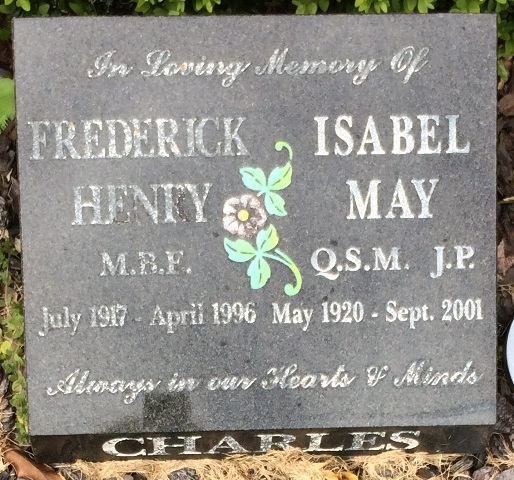 In Loving Memory Of
FREDERICK HENRY
M.B.E.
July 1917 - April 1996
ISABEL MAY
Q.S.M. J.P.
May 1920 - Sept. 2001
Always in our Hearts & Minds
CHARLES